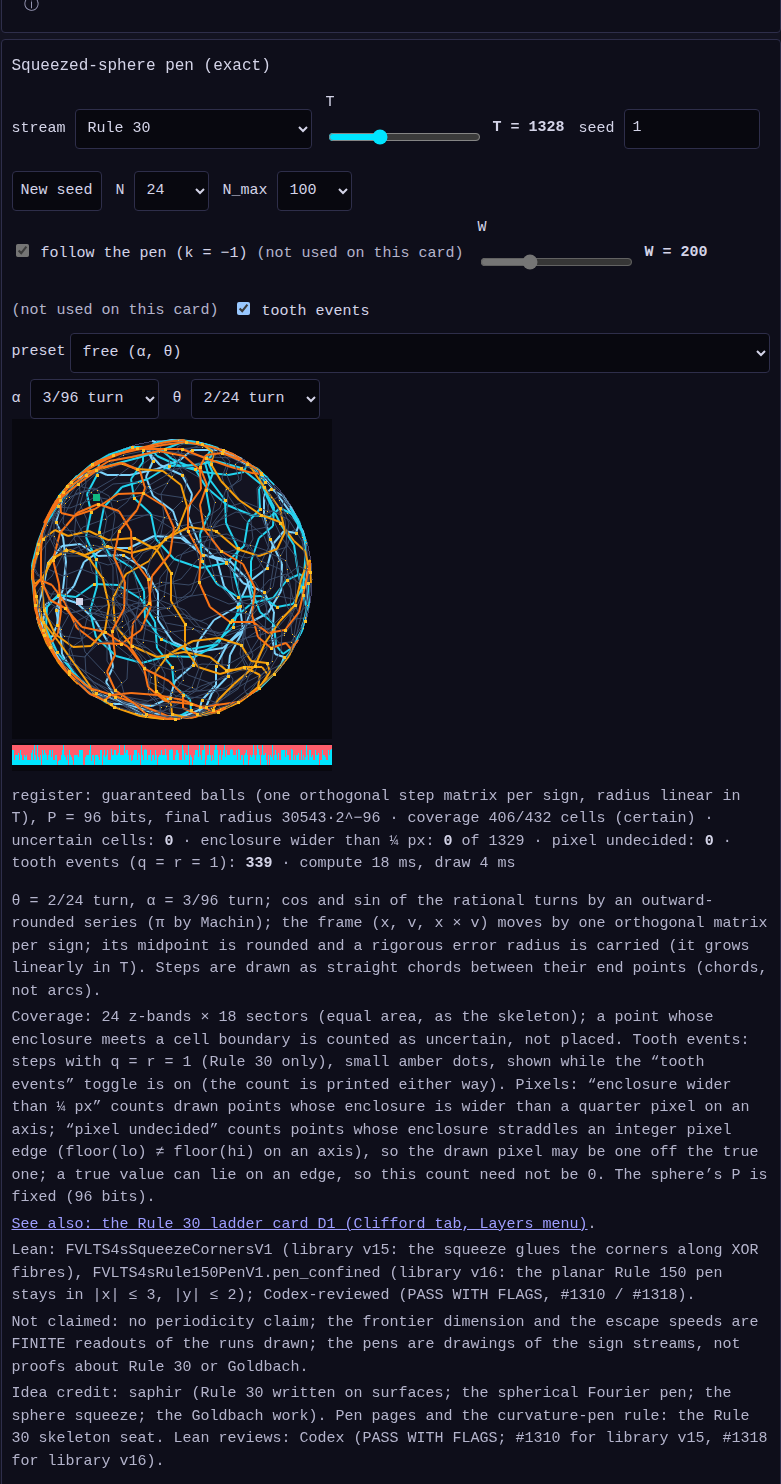 ⓘ
Squeezed-sphere pen (exact)
T
stream Rule 30 T = 1328 seed 1
New seed N 24 N_max 100
W
follow the pen (k = −1) (not used on this card) W = 200
(not used on this card) tooth events
preset free (α, θ)
α 3/96 turn θ 2/24 turn
register: guaranteed balls (one orthogonal step matrix per sign, radius linear in
T), P = 96 bits, final radius 30543·2^−96 · coverage 406/432 cells (certain) ·
uncertain cells: 0 · enclosure wider than ¼ px: 0 of 1329 · pixel undecided: 0 ·
tooth events (q = r = 1): 339 · compute 18 ms, draw 4 ms
θ = 2/24 turn, α = 3/96 turn; cos and sin of the rational turns by an outward-
rounded series (π by Machin); the frame (x, v, x × v) moves by one orthogonal matrix
per sign; its midpoint is rounded and a rigorous error radius is carried (it grows
linearly in T). Steps are drawn as straight chords between their end points (chords,
not arcs).
Coverage: 24 z-bands × 18 sectors (equal area, as the skeleton); a point whose
enclosure meets a cell boundary is counted as uncertain, not placed. Tooth events:
steps with q = r = 1 (Rule 30 only), small amber dots, shown while the “tooth
events” toggle is on (the count is printed either way). Pixels: “enclosure wider
than ¼ px” counts drawn points whose enclosure is wider than a quarter pixel on an
axis; “pixel undecided” counts points whose enclosure straddles an integer pixel
edge (floor(lo) ≠ floor(hi) on an axis), so the drawn pixel may be one off the true
one; a true value can lie on an edge, so this count need not be 0. The sphere’s P is
fixed (96 bits).
See also: the Rule 30 ladder card D1 (Clifford tab, Layers menu).
Lean: FVLTS4sSqueezeCornersV1 (library v15: the squeeze glues the corners along XOR
fibres), FVLTS4sRule150PenV1.pen_confined (library v16: the planar Rule 150 pen
stays in |x| ≤ 3, |y| ≤ 2); Codex-reviewed (PASS WITH FLAGS, #1310 / #1318).
Not claimed: no periodicity claim; the frontier dimension and the escape speeds are
FINITE readouts of the runs drawn; the pens are drawings of the sign streams, not
proofs about Rule 30 or Goldbach.
Idea credit: saphir (Rule 30 written on surfaces; the spherical Fourier pen; the
sphere squeeze; the Goldbach work). Pen pages and the curvature-pen rule: the Rule
30 skeleton seat. Lean reviews: Codex (PASS WITH FLAGS; #1310 for library v15, #1318
for library v16).